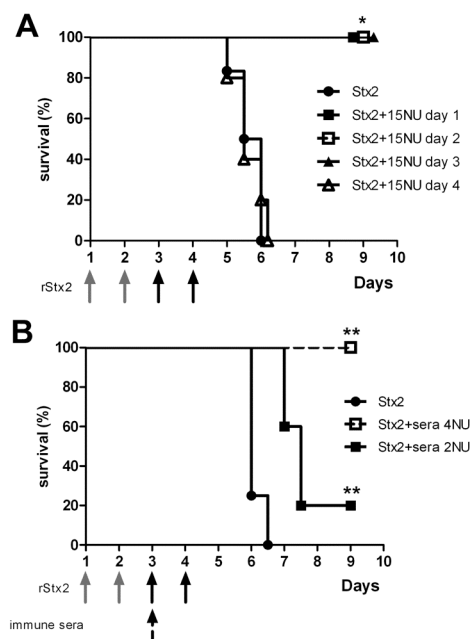 A
*
100
80
60
40
20
0
survival (%)
Stx2
Stx2+15NU day 1
Stx2+15NU day 2
Stx2+15NU day 3
Stx2+15NU day 4
1 2 3 4 5 6 7 8 9 10
rStx2
Days
B
**
100
80
60
40
20
0
survival (%)
Stx2
Stx2+sera 4NU
Stx2+sera 2NU
**
1 2 3 4 5 6 7 8 9 10
rStx2
Days
immune sera